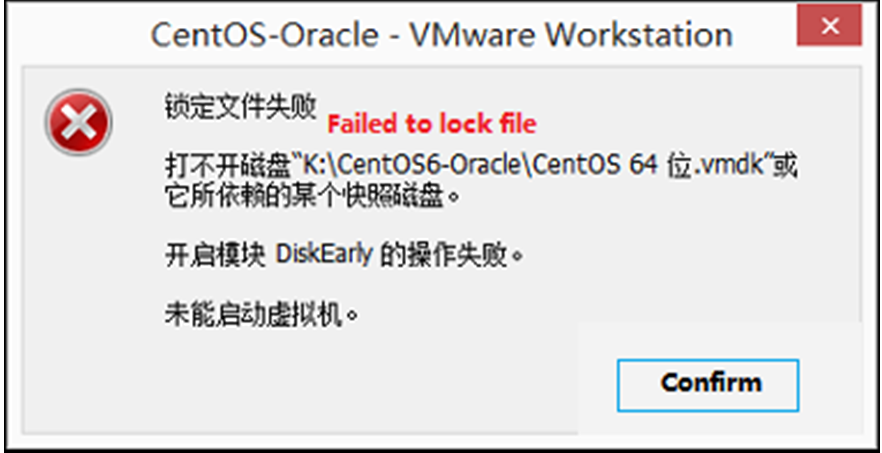 CentOS-Oracle - VMware Workstation
锁定文件失败
Failed to lock file
打不开磁盘“K:\CentOS6-Oracle\CentOS 64 位.vmdk”或
它所依赖的某个快照磁盘。
开启模块 DiskEarly 的操作失败。
未能启动虚拟机。
Confirm